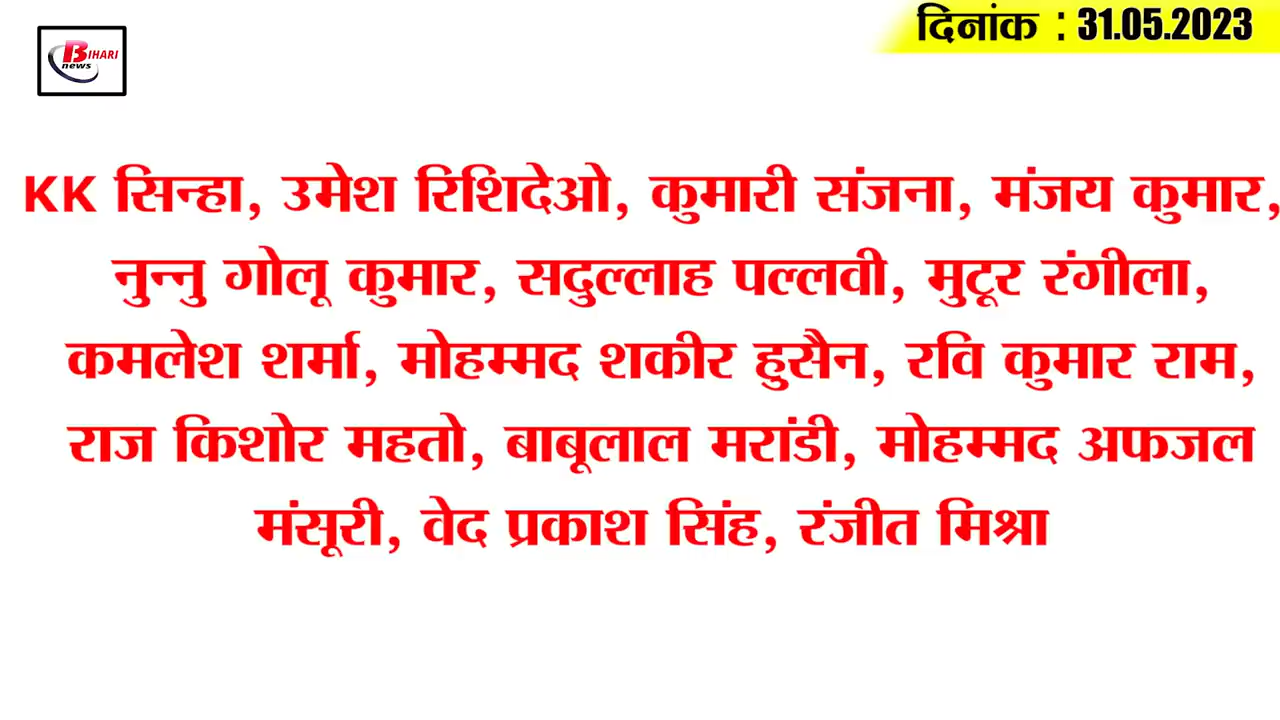 BIHARI
news
दिनांक : 31.05.2023
KK सिन्हा, उमेश रिशिदेओ, कुमारी संजना, मंजय कुमार,
नुन्नु गोलू कुमार, सदुल्लाह पल्लवी, मुटूर रंगीला,
कमलेश शर्मा, मोहम्मद शकीर हुसैन, रवि कुमार राम,
राज किशोर महतो, बाबूलाल मरांडी, मोहम्मद अफजल
मंसूरी, वेद प्रकाश सिंह, रंजीत मिश्रा